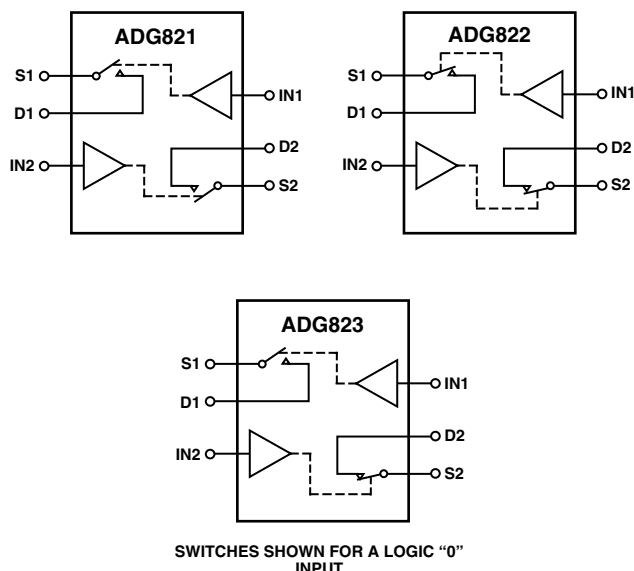 ADG821
S1
D1
IN1
IN2
D2
S2
ADG822
S1
D1
IN1
IN2
D2
S2
ADG823
S1
D1
IN1
IN2
D2
S2
SWITCHES SHOWN FOR A LOGIC “0”
INPUT